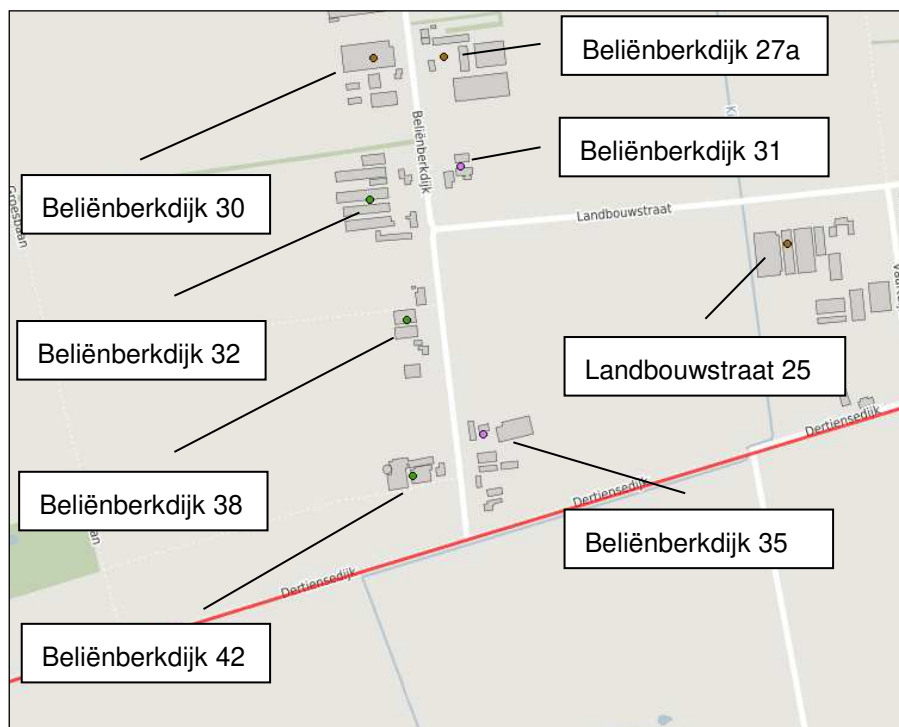 Beliënberkdijk 27a
Beliënberkdijk
Beliënberkdijk 31
Beliënberkdijk 30
Groesbaan
Landbouwstraat
Beliënberkdijk 32
Landbouwstraat 25
Dertiensedijk
Beliënberkdijk 38
Dertiensedijk
Beliënberkdijk 35
Dertiensedijk
Beliënberkdijk 42